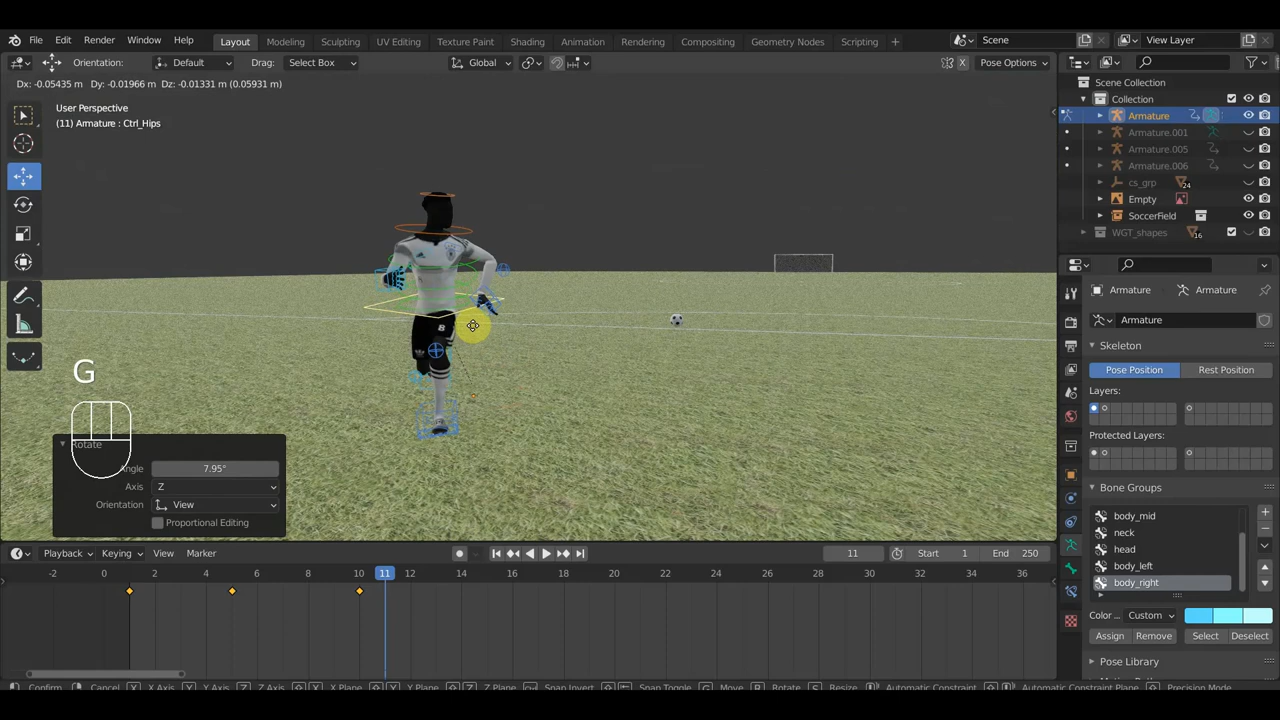 File Edit Render Window Help Layout Modeling Sculpting UV Editing Texture Paint Shading Animation Rendering Compositing Geometry Nodes Scripting + Scene View Layer
Orientation: Default Drag: Select Box Global X Pose Options
Dx: -0.05435 m Dy: -0.01966 m Dz: -0.01331 m (0.05931 m)
User Perspective
(11) Armature : Ctrl_Hips
8
G
Rotate
Angle 7.95°
Axis Z
Orientation View
Proportional Editing
Scene Collection
Collection
Armature
Armature.001
Armature.005
Armature.006
cs_grp 24
Empty
SoccerField
WGT_shapes 16
Armature Armature
Armature
Skeleton
Pose Position Rest Position
Layers:
Protected Layers:
Bone Groups
body_mid
neck
head
body_left
body_right
Color ... Custom
Assign Remove Select Deselect
Pose Library
Playback Keying View Marker 11 Start 1 End 250
-2 0 2 4 6 8 10 11 12 14 16 18 20 22 24 26 28 30 32 34 36
Confirm Cancel X X Axis Y Y Axis Z Z Axis X Plane Y Plane Z Plane Snap Invert Snap Toggle G Move R Rotate S Resize Automatic Constraint Automatic Constraint Plane Precision Mode